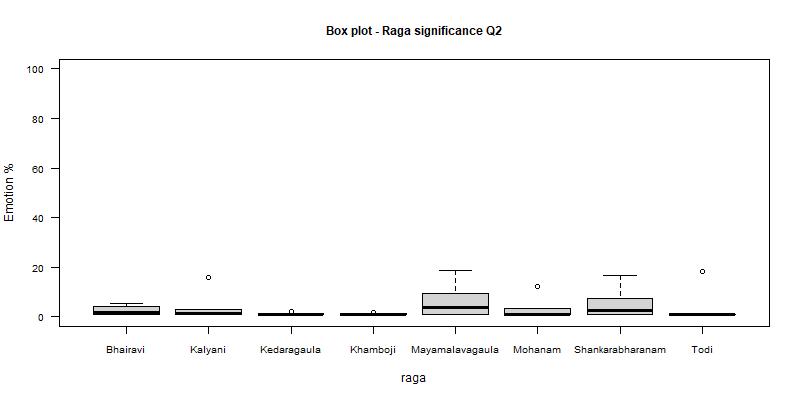 Box plot - Raga significance Q2
Emotion %
100
80
60
40
20
0
Bhairavi Kalyani Kedaragaula Khamboji Mayamalavagaula Mohanam Shankarabharanam Todi
raga